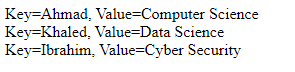 Key=Ahmad, Value=Computer Science
Key=Khaled, Value=Data Science
Key=Ibrahim, Value=Cyber Security